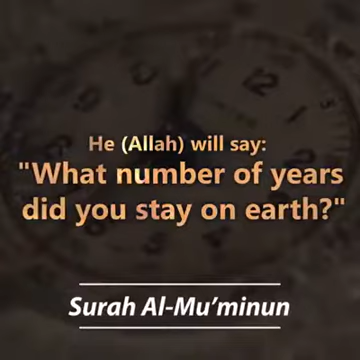 He (Allah) will say:
"What number of years
did you stay on earth?"
Surah Al-Mu’minun